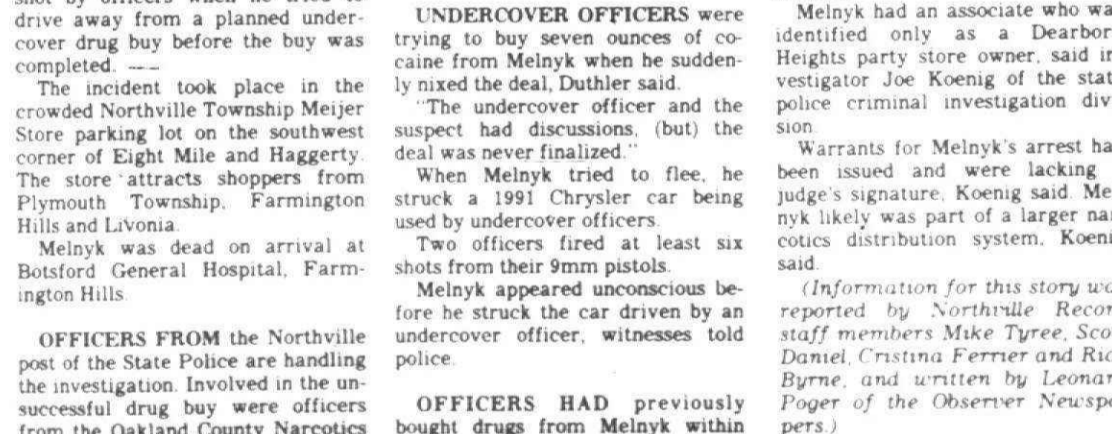 drive away from a planned under-
cover drug buy before the buy was
completed. ---
The incident took place in the
crowded Northville Township Meijer
Store parking lot on the southwest
corner of Eight Mile and Haggerty.
The store attracts shoppers from
Plymouth Township, Farmington
Hills and Livonia.
Melnyk was dead on arrival at
Botsford General Hospital, Farm-
ington Hills.
OFFICERS FROM the Northville
post of the State Police are handling
the investigation. Involved in the un-
successful drug buy were officers
from the Oakland County Narcotics
UNDERCOVER OFFICERS were
trying to buy seven ounces of co-
caine from Melnyk when he sudden-
ly nixed the deal, Duthler said.
"The undercover officer and the
suspect had discussions, (but) the
deal was never finalized."
When Melnyk tried to flee, he
struck a 1991 Chrysler car being
used by undercover officers.
Two officers fired at least six
shots from their 9mm pistols.
Melnyk appeared unconscious be-
fore he struck the car driven by an
undercover officer, witnesses told
police.
OFFICERS HAD previously
bought drugs from Melnyk within
Melnyk had an associate who wa
identified only as a Dearbor
Heights party store owner, said in
vestigator Joe Koenig of the stat
police criminal investigation div
sion.
Warrants for Melnyk's arrest ha
been issued and were lacking
judge's signature, Koenig said. Me
nyk likely was part of a larger nar
cotics distribution system, Koeni
said.
(Information for this story wa
reported by Northville Recor
staff members Mike Tyree, Sco
Daniel, Cristina Ferrier and Ric
Byrne, and written by Leonar
Poger of the Observer Newspa
pers.)